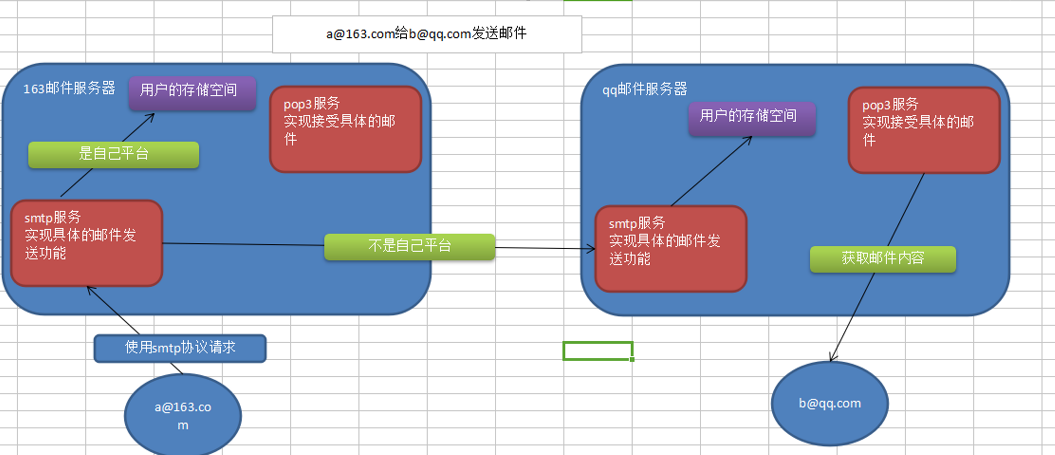 a@163.com给b@qq.com发送邮件
163邮件服务器
用户的存储空间
pop3服务
实现接受具体的邮
件
是自己平台
smtp服务
实现具体的邮件发
送功能
不是自己平台
使用smtp协议请求
a@163.co
m
qq邮件服务器
用户的存储空间
pop3服务
实现接受具体的邮
件
smtp服务
实现具体的邮件发
送功能
获取邮件内容
b@qq.com